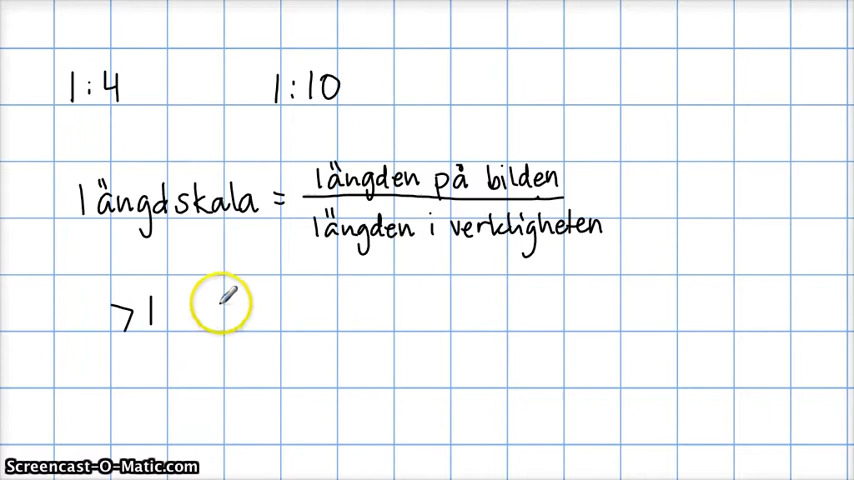 1:4 1:10
längden på bilden
längdskala =
längden i verkligheten
>1
Screencast-O-Matic.com